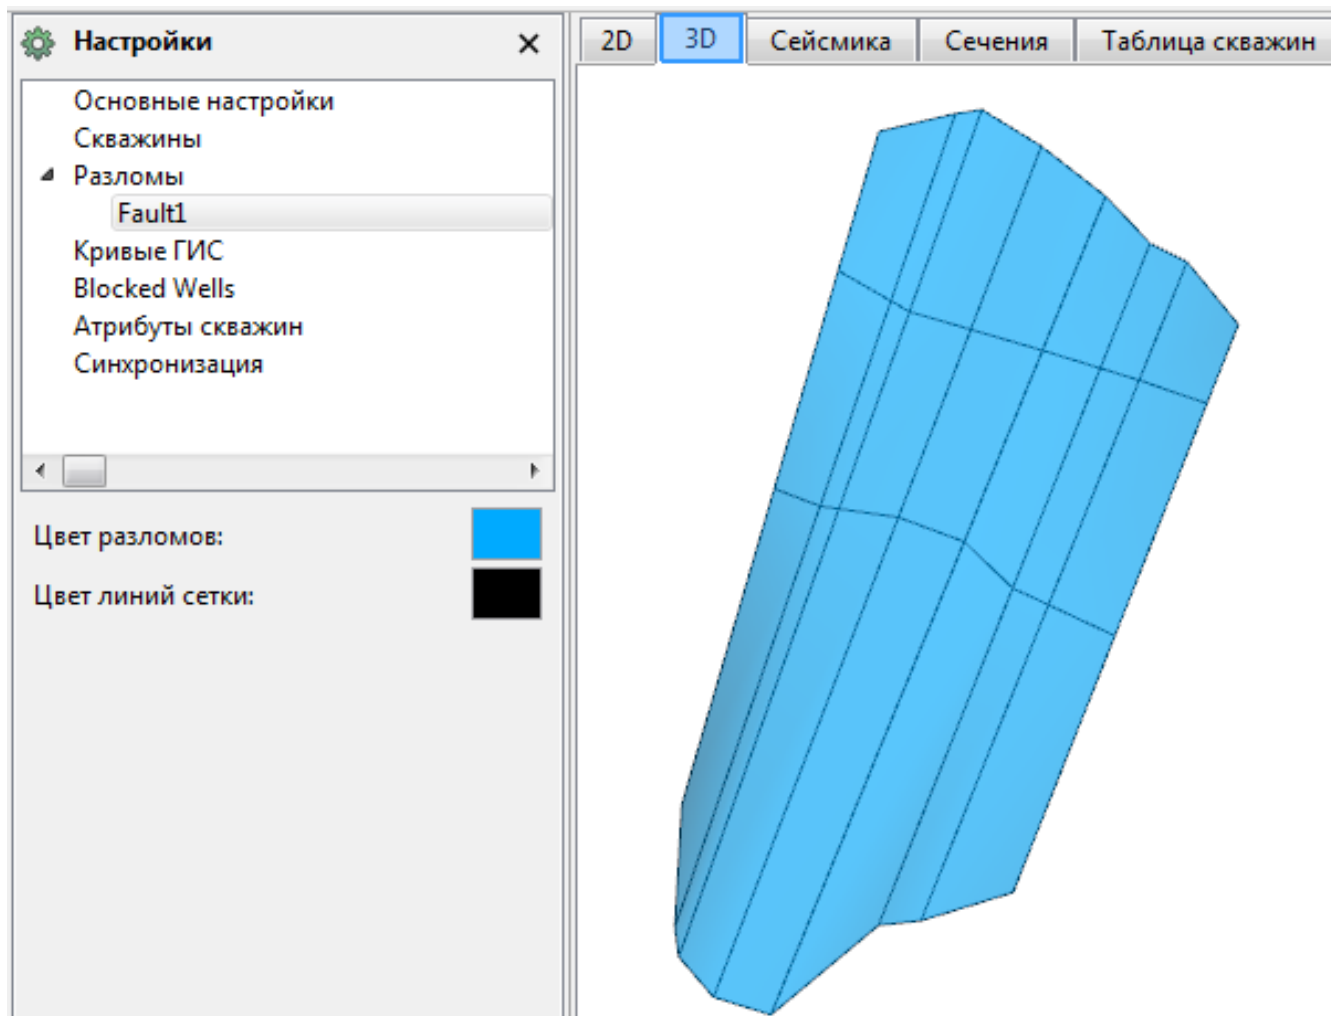 Настройки
2D
3D
Сейсмика
Сечения
Таблица скважин
Основные настройки
Скважины
Разломы
Fault1
Кривые ГИС
Blocked Wells
Атрибуты скважин
Синхронизация
Цвет разломов:
Цвет линий сетки: